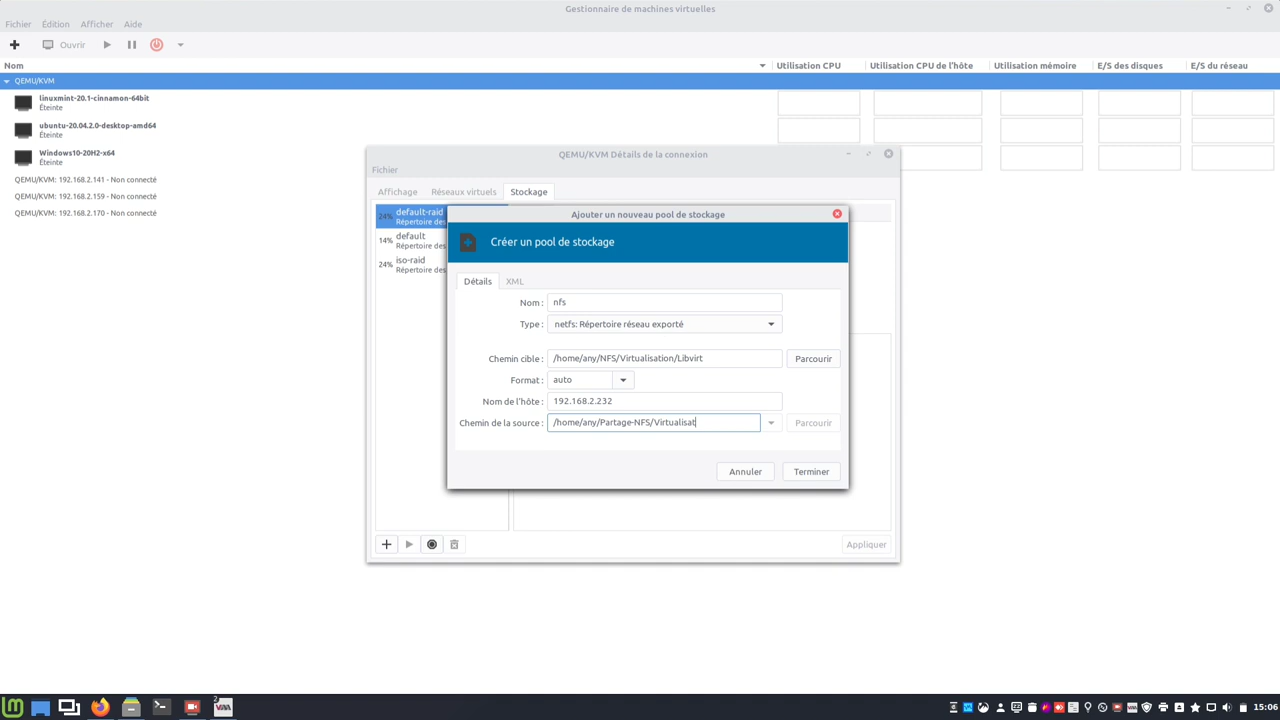 Gestionnaire de machines virtuelles
Fichier Édition Afficher Aide
Ouvrir
Nom Utilisation CPU Utilisation CPU de l'hôte Utilisation mémoire E/S des disques E/S du réseau
QEMU/KVM
linuxmint-20.1-cinnamon-64bit
Éteinte
ubuntu-20.04.2.0-desktop-amd64
Éteinte
Windows10-20H2-x64
Éteinte
QEMU/KVM: 192.168.2.141 - Non connecté
QEMU/KVM: 192.168.2.159 - Non connecté
QEMU/KVM: 192.168.2.170 - Non connecté
QEMU/KVM Détails de la connexion
Fichier
Affichage Réseaux virtuels Stockage
24% default-raid
Répertoire des
14% default
Répertoire des
24% iso-raid
Répertoire des
Ajouter un nouveau pool de stockage
Créer un pool de stockage
Détails XML
Nom : nfs
Type : netfs: Répertoire réseau exporté
Chemin cible : /home/any/NFS/Virtualisation/Libvirt Parcourir
Format : auto
Nom de l'hôte : 192.168.2.232
Chemin de la source : /home/any/Partage-NFS/Virtualisat Parcourir
Annuler Terminer
Appliquer
2
15:06